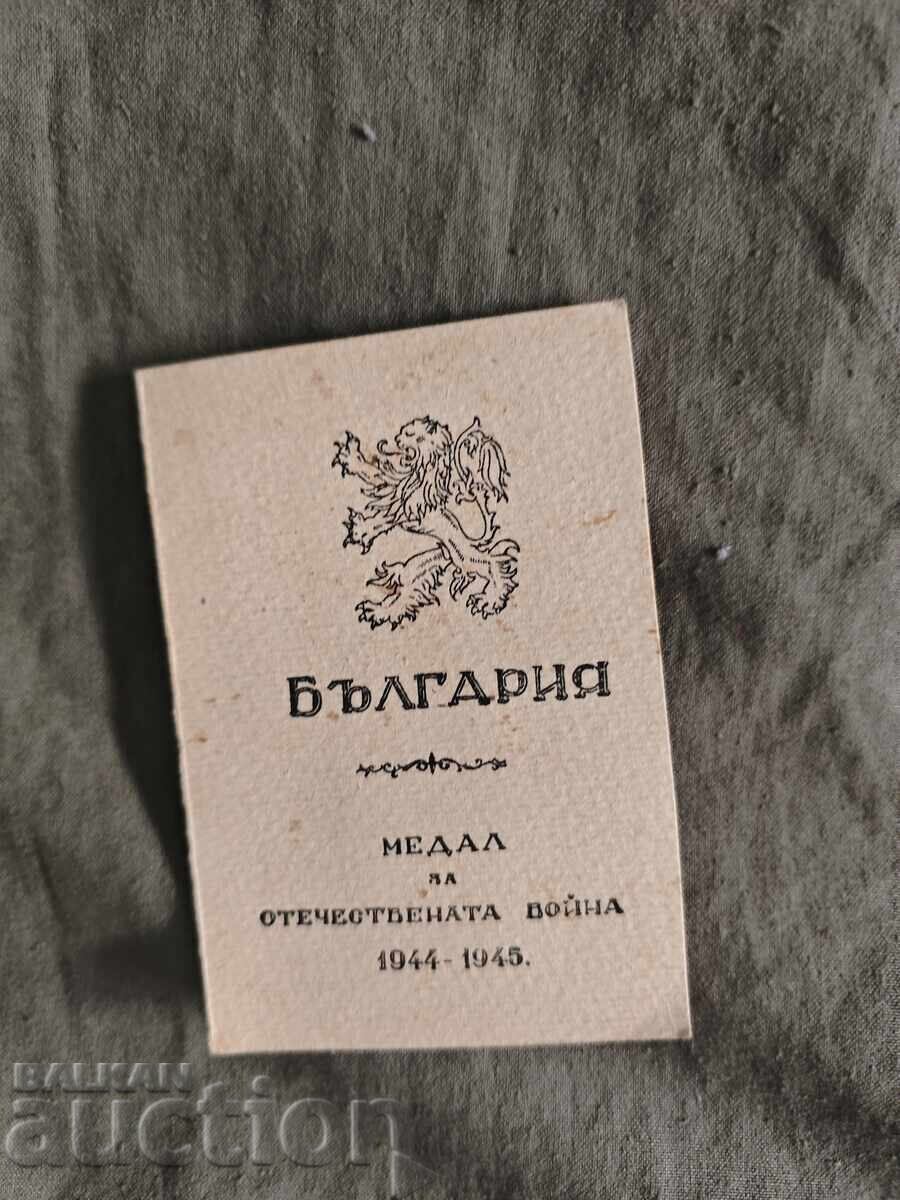 БЪЛГАРИЯ
МЕДАЛ
ЗА
ОТЕЧЕСТВЕНАТА ВОЙНА
1944-1945.
BALKAN
auction